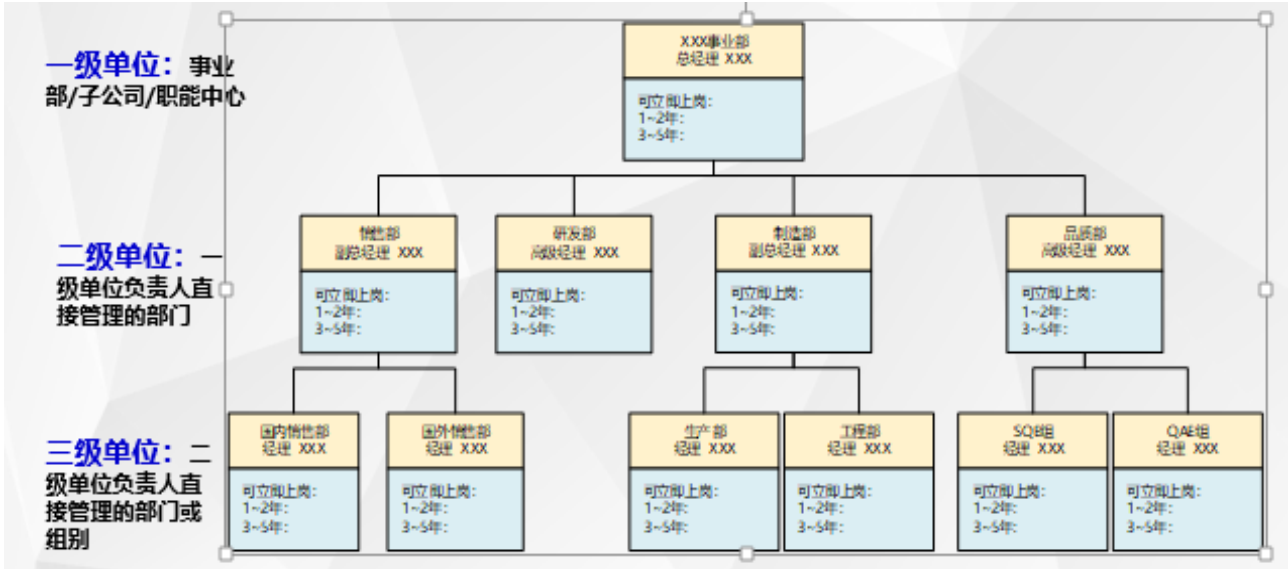 一级单位：事业
部/子公司/职能中心
XXX事业部
总经理 XXX
可立即上岗：
1~2年：
3~5年：
二级单位：一
级单位负责人直
接管理的部门
销售部
副总经理 XXX
可立即上岗：
1~2年：
3~5年：
研发部
高级经理 XXX
可立即上岗：
1~2年：
3~5年：
制造部
副总经理 XXX
可立即上岗：
1~2年：
3~5年：
品质部
高级经理 XXX
可立即上岗：
1~2年：
3~5年：
三级单位：二
级单位负责人直
接管理的部门或
组别
国内销售部
经理 XXX
可立即上岗：
1~2年：
3~5年：
国外销售部
经理 XXX
可立即上岗：
1~2年：
3~5年：
生产部
经理 XXX
可立即上岗：
1~2年：
3~5年：
工程部
经理 XXX
可立即上岗：
1~2年：
3~5年：
SQE组
经理 XXX
可立即上岗：
1~2年：
3~5年：
QAE组
经理 XXX
可立即上岗：
1~2年：
3~5年：